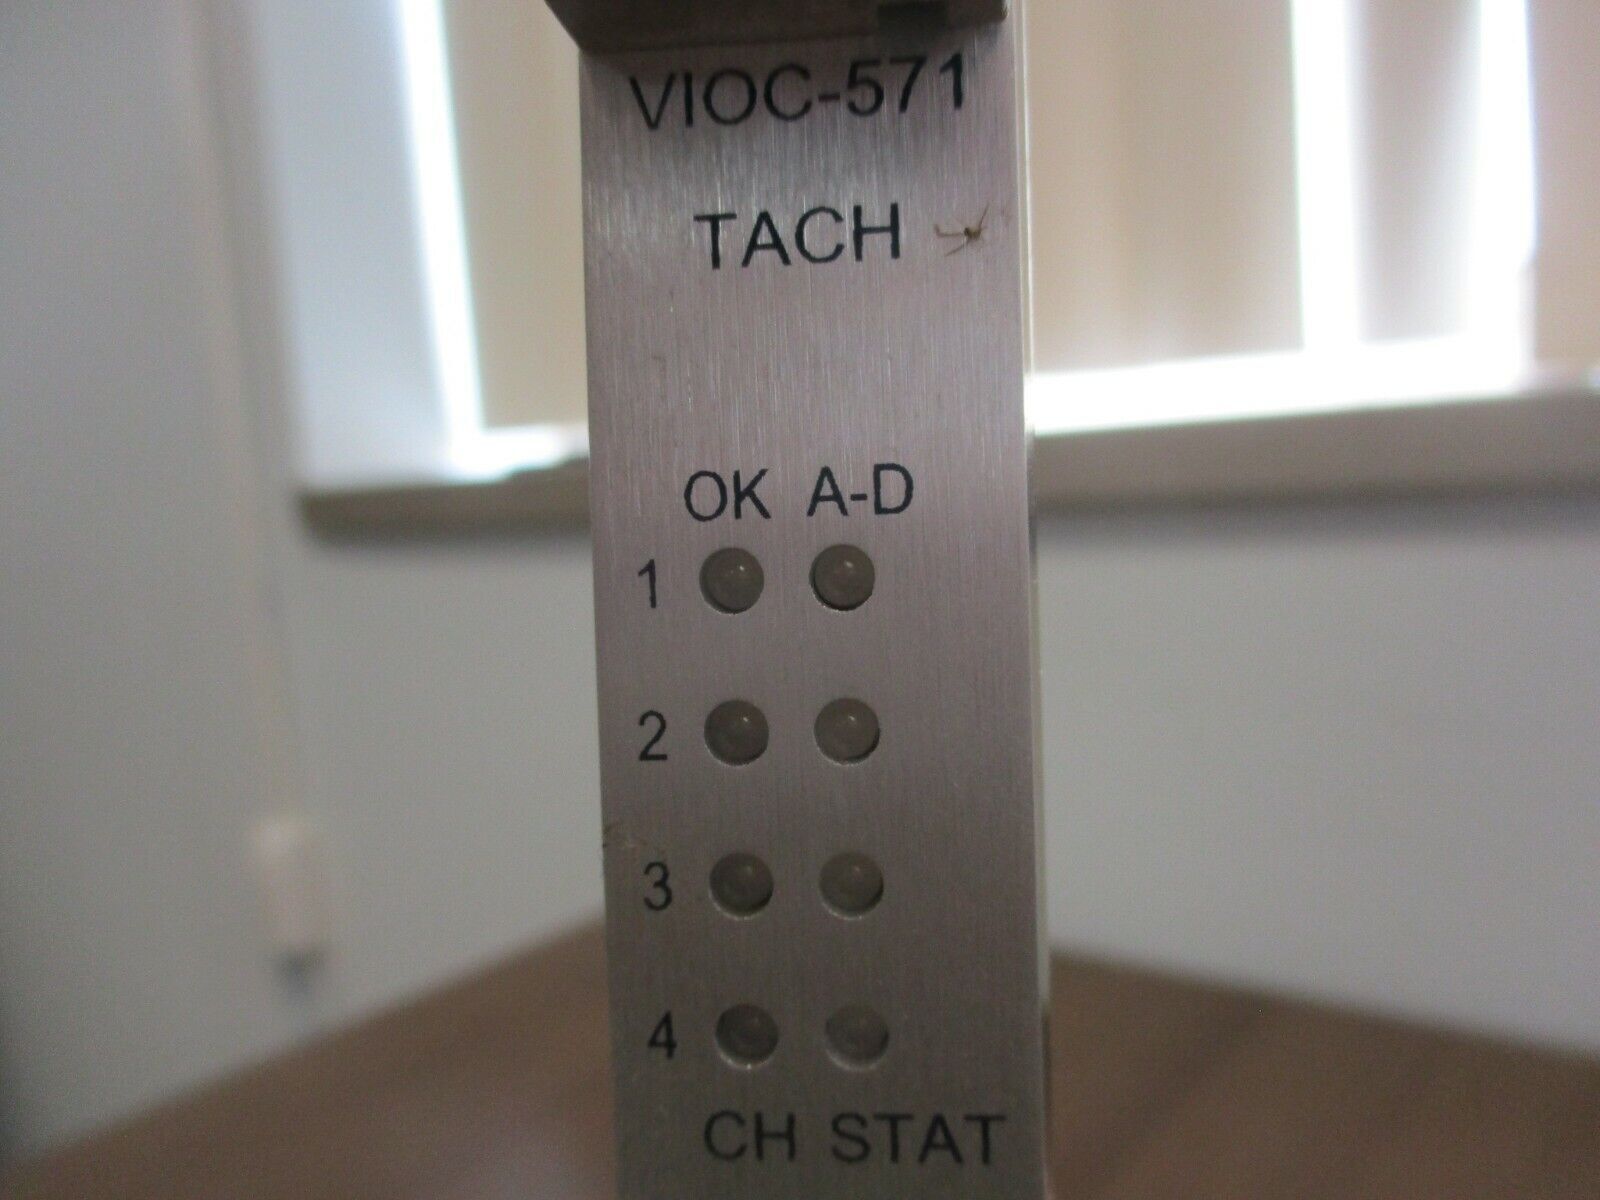 VIOC-571
TACH
OK A-D
1
2
3
4
CH STAT